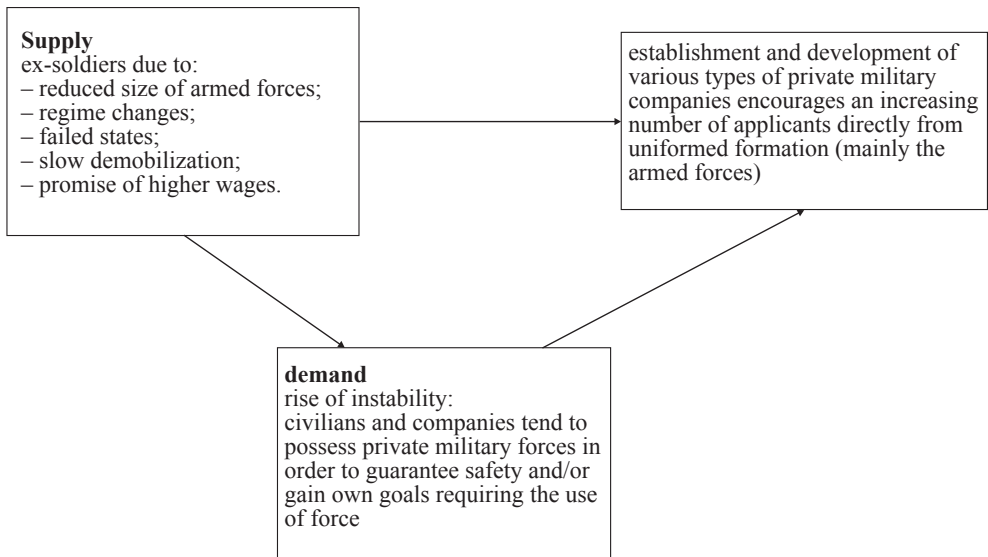 Supply
ex-soldiers due to:
– reduced size of armed forces;
– regime changes;
– failed states;
– slow demobilization;
– promise of higher wages.
establishment and development of
various types of private military
companies encourages an increasing
number of applicants directly from
uniformed formation (mainly the
armed forces)
demand
rise of instability:
civilians and companies tend to
possess private military forces in
order to guarantee safety and/or
gain own goals requiring the use
of force